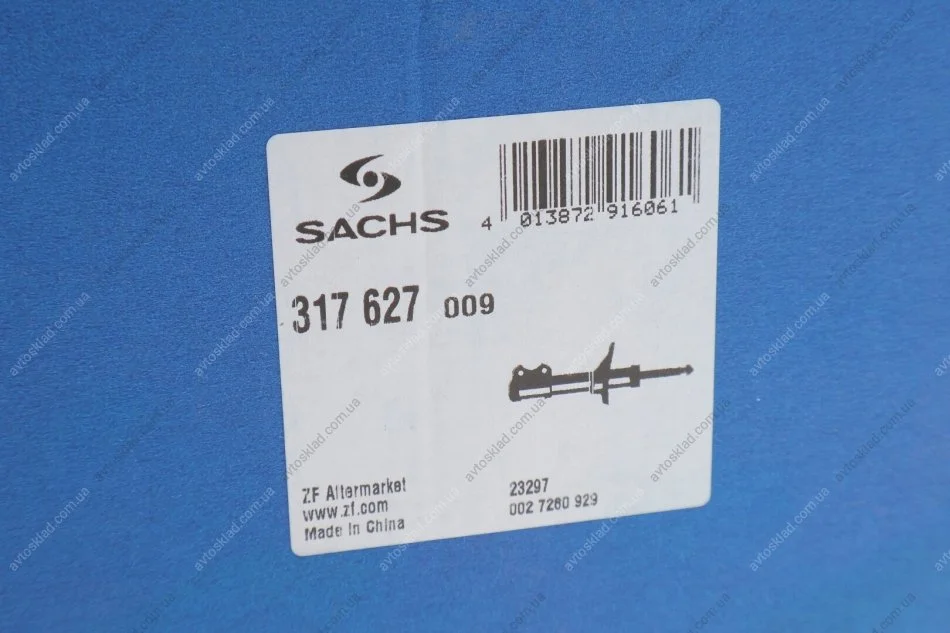 SACHS
4 013872 916061
317 627 009
ZF Aftermarket
www.zf.com
Made in China
23297
002 7260 929
avtosklad.com.ua